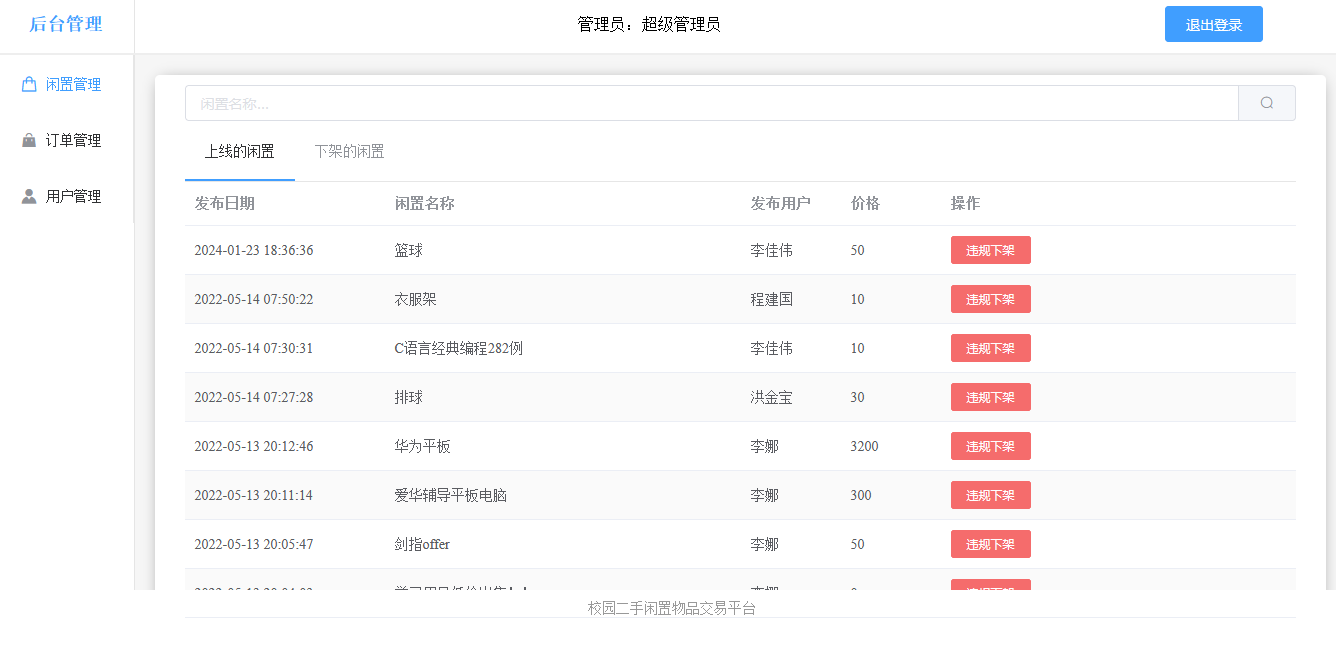 后台管理 管理员：超级管理员 退出登录
闲置管理
订单管理
用户管理
闲置名称...
上线的闲置 下架的闲置
发布日期 闲置名称 发布用户 价格 操作
2024-01-23 18:36:36 篮球 李佳伟 50 违规下架
2022-05-14 07:50:22 衣服架 程建国 10 违规下架
2022-05-14 07:30:31 C语言经典编程282例 李佳伟 10 违规下架
2022-05-14 07:27:28 排球 洪金宝 30 违规下架
2022-05-13 20:12:46 华为平板 李娜 3200 违规下架
2022-05-13 20:11:14 爱华辅导平板电脑 李娜 300 违规下架
2022-05-13 20:05:47 剑指offer 李娜 50 违规下架
校园二手闲置物品交易平台